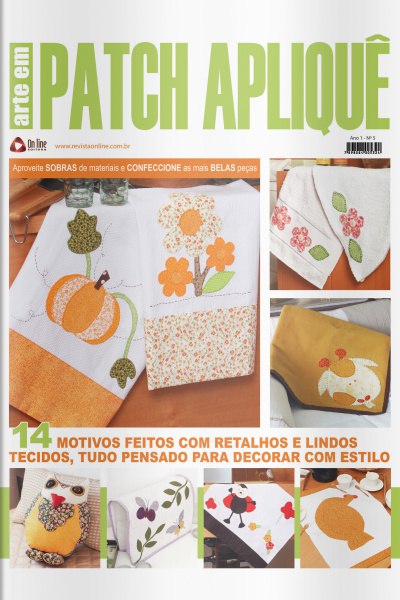 arte em
PATCH APLIQUÊ
On line
EDITORA
www.revistaonline.com.br
Ano 1 - Nº 5
Aproveite SOBRAS de materiais e CONFECCIONE as mais BELAS peças
14 MOTIVOS FEITOS COM RETALHOS E LINDOS
TECIDOS, TUDO PENSADO PARA DECORAR COM ESTILO